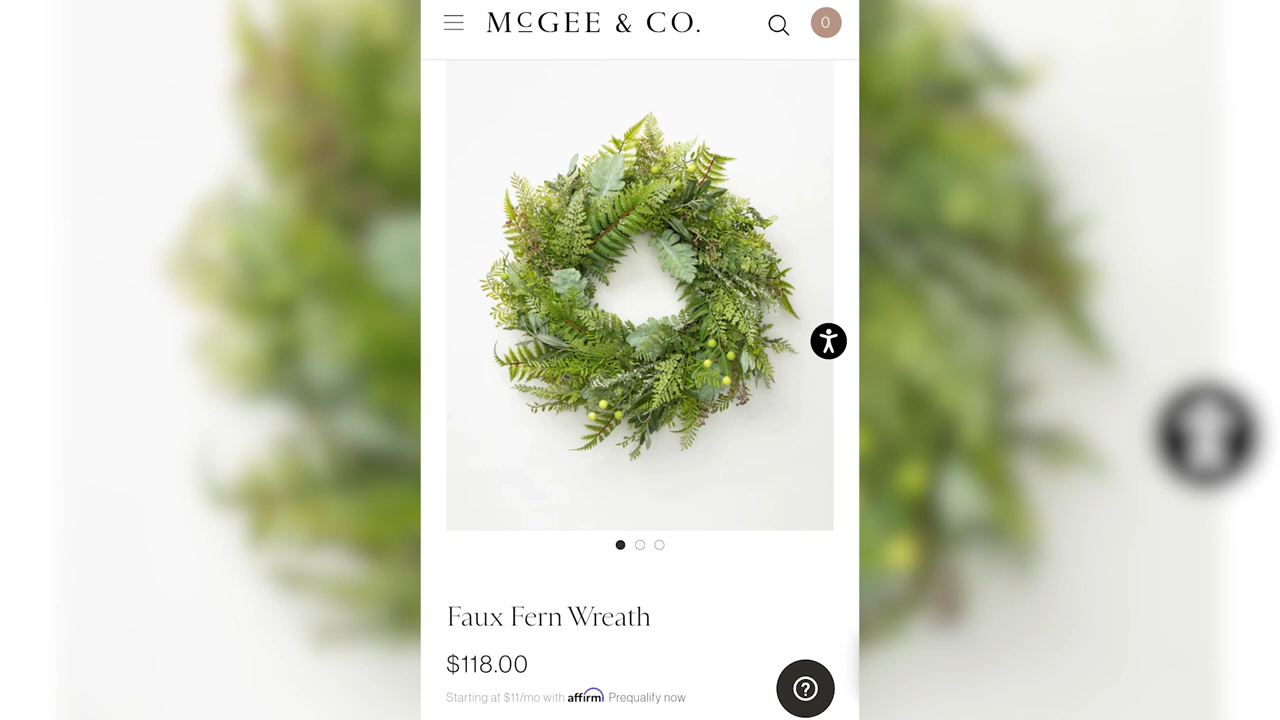 McGEE & CO.
0
Faux Fern Wreath
$118.00
Starting at $11/mo with affirm. Prequalify now
?